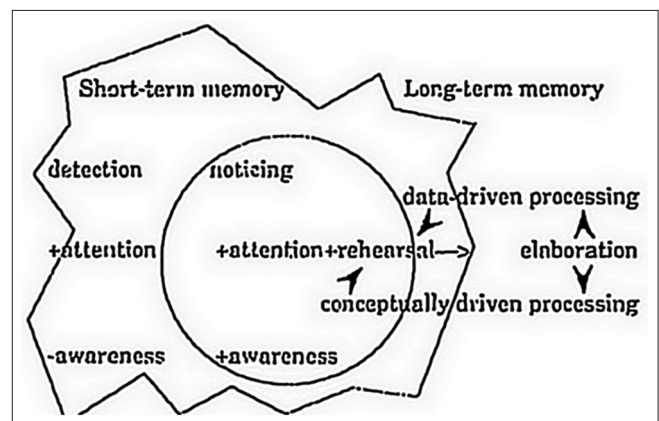 Short-term memory Long-term memory
detection noticing
data-driven processing
+attention +attention+rehearsal elaboration
conceptually driven processing
-awareness +awareness